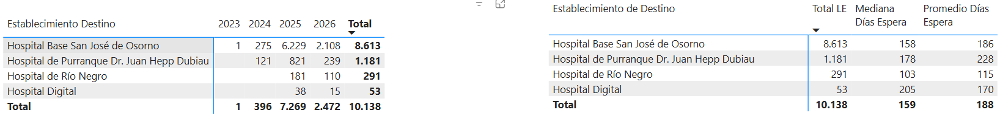 Establecimiento Destino 2023 2024 2025 2026 Total
Hospital Base San José de Osorno 1 275 6.229 2.108 8.613
Hospital de Purranque Dr. Juan Hepp Dubiau 121 821 239 1.181
Hospital de Río Negro 181 110 291
Hospital Digital 38 15 53
Total 1 396 7.269 2.472 10.138
Establecimiento de Destino Total LE Mediana Promedio Días
Días Espera Espera
Hospital Base San José de Osorno 8.613 158 186
Hospital de Purranque Dr. Juan Hepp Dubiau 1.181 178 228
Hospital de Río Negro 291 103 115
Hospital Digital 53 205 170
Total 10.138 159 188